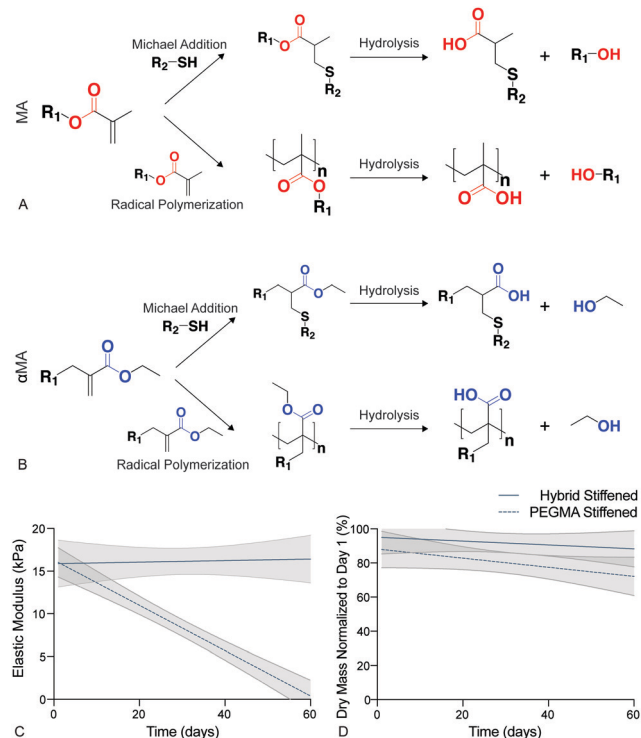 Michael Addition
R₂–SH
R₁
O
O
O
R₁
O
S
R₂
Hydrolysis
HO
O
S
R₂
+
R₁–OH
MA
R₁
O
O
Radical Polymerization
n
O
O
R₁
Hydrolysis
n
O
OH
+
HO–R₁
A
Michael Addition
R₂–SH
R₁
O
O
R₁
O
O
S
R₂
Hydrolysis
R₁
O
OH
S
R₂
+
HO
αMA
R₁
O
O
Radical Polymerization
O
O
n
R₁
Hydrolysis
HO
O
n
R₁
+
OH
B
Hybrid Stiffened
PEGMA Stiffened
Elastic Modulus (kPa)
20
15
10
5
0
0 20 40 60
Time (days)
C
Dry Mass Normalized to Day 1 (%)
100
80
60
40
20
0
0 20 40 60
Time (days)
D